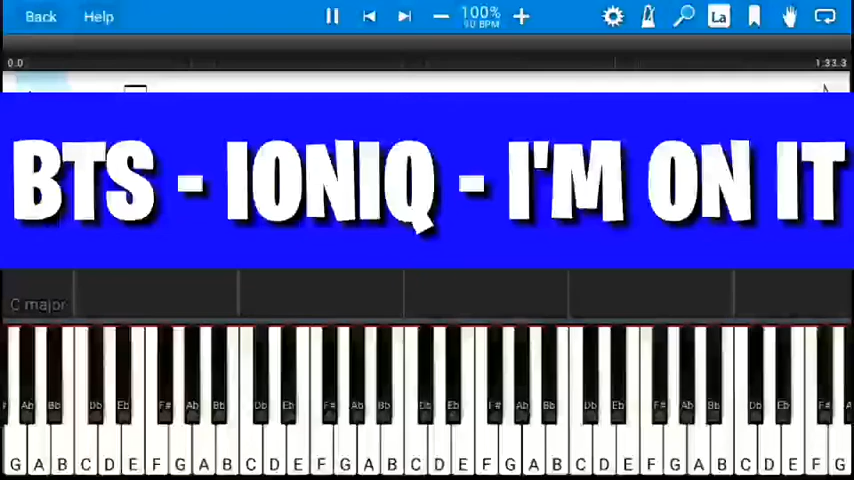 Back Help 100% La
90 BPM
0.0 1:33.3
BTS - IONIQ - I'M ON IT
C major
Ab Bb Db Eb F# Ab Bb Db Eb F# Ab Bb Db Eb F# Ab Bb Db Eb F# Ab Bb Db Eb F# A
G A B C D E F G A B C D E F G A B C D E F G A B C D E F G A B C D E F G